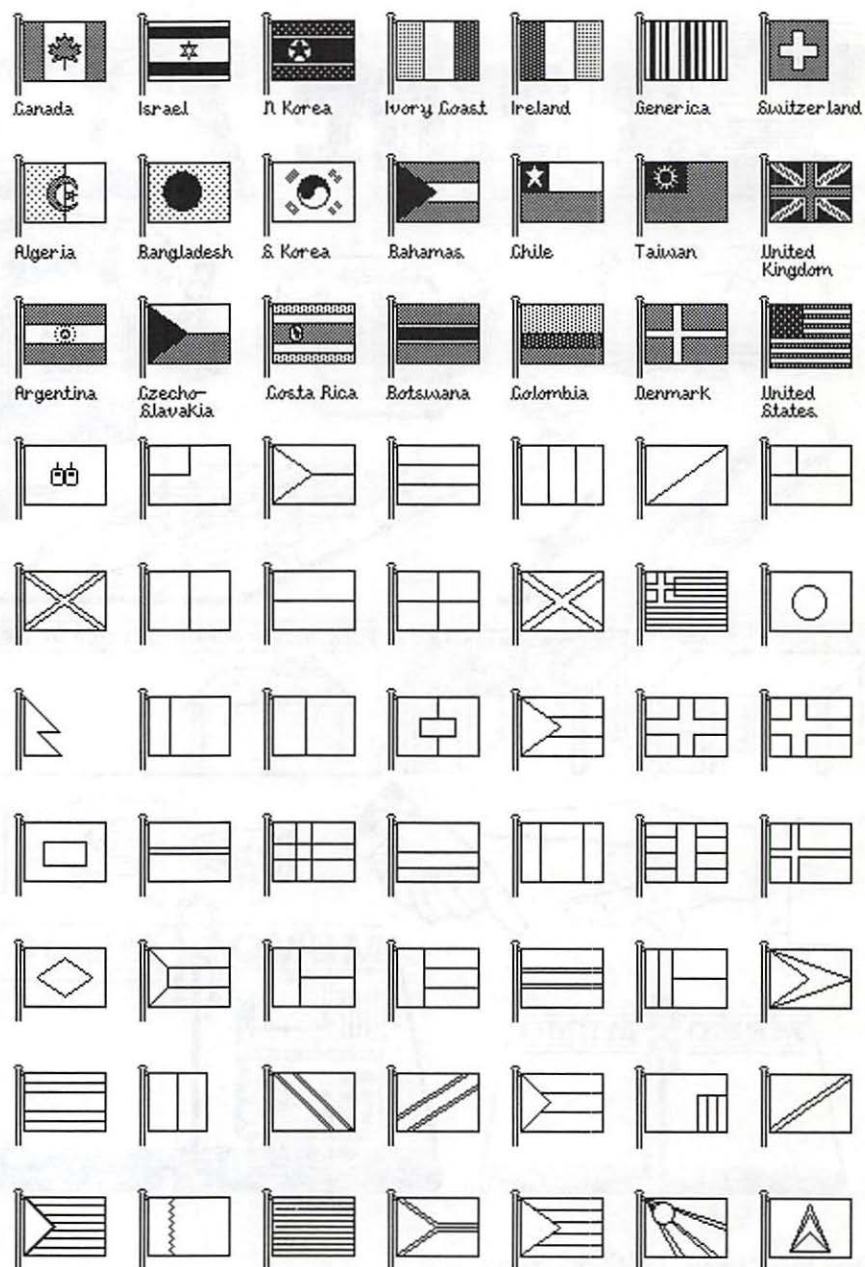 Canada Israel N Korea Ivory Coast Ireland Generica Switzerland
Algeria Bangladesh S. Korea Bahamas Chile Taiwan United
Kingdom
Argentina Czecho- Costa Rica Botswana Colombia Denmark United
Slavakia States